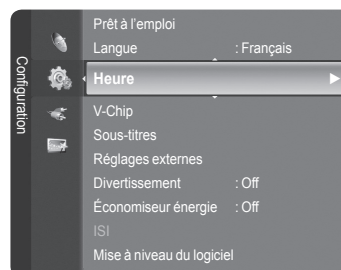 Configuration
Prêt à l'emploi
Langue : Français
Heure
V-Chip
Sous-titres
Réglages externes
Divertissement : Off
Économiseur énergie : Off
ISI
Mise à niveau du logiciel